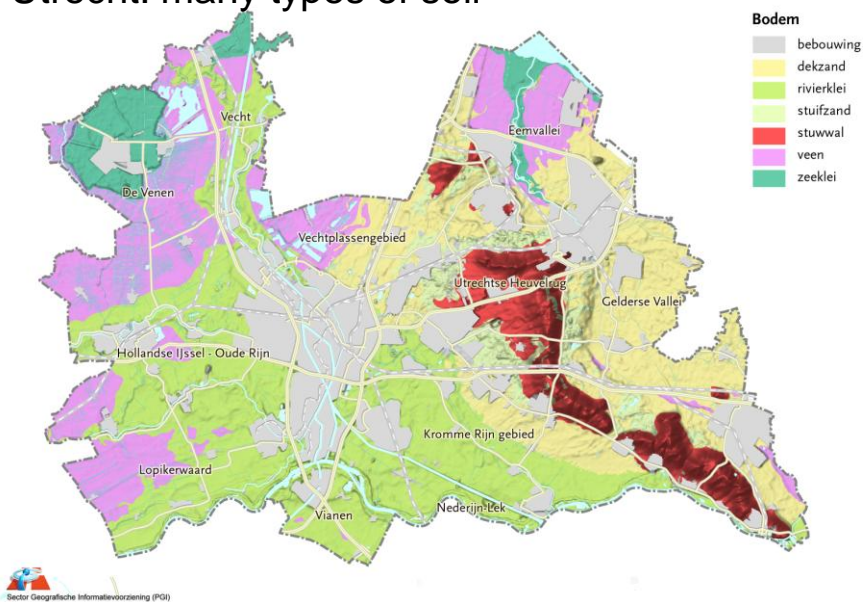 Utrecht: many types of soil
Bodem
bebouwing
dekzand
rivierklei
stuifzand
stuwwal
veen
zeeklei
Vecht
Eemvallei
De Venen
Vechtplassengebied
Utrechtse Heuvelrug
Gelderse Vallei
Hollandse IJssel - Oude Rijn
Kromme Rijn gebied
Lopikerwaard
Nederijn-Lek
Vianen
Sector Geografische Informatievoorziening (PGI)